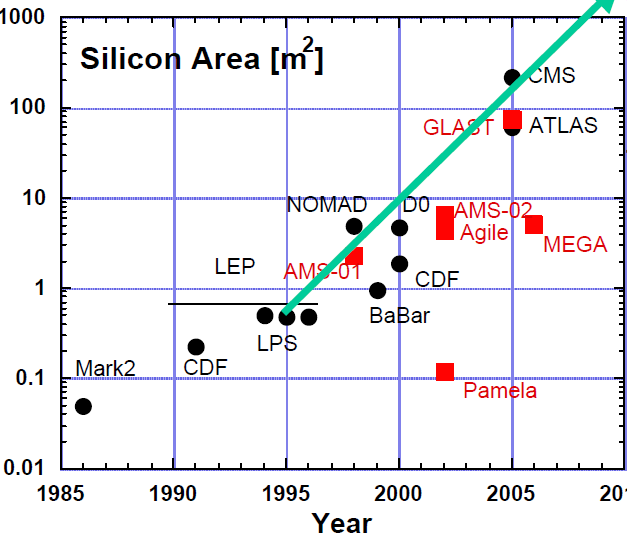 1000
Silicon Area [m²]
CMS
100
GLAST
ATLAS
10
NOMAD
D0
AMS-02
Agile
MEGA
LEP
AMS-01
CDF
1
BaBar
LPS
Mark2
CDF
0.1
Pamela
0.01
1985 1990 1995 2000 2005 201
Year